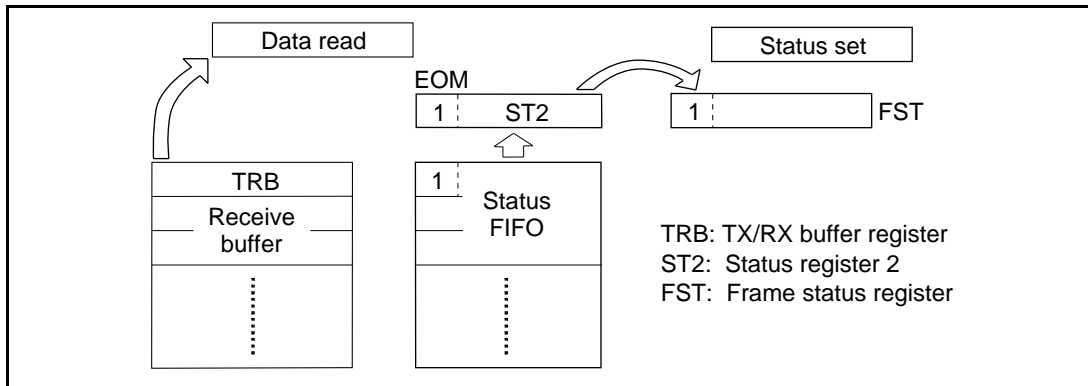 Data read
Status set
EOM
1 ST2
1 FST
TRB
1
Receive
buffer
Status
FIFO
TRB: TX/RX buffer register
ST2: Status register 2
FST: Frame status register